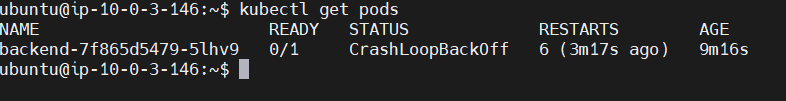 ubuntu@ip-10-0-3-146:~$ kubectl get pods
NAME READY STATUS RESTARTS AGE
backend-7f865d5479-5lhv9 0/1 CrashLoopBackOff 6 (3m17s ago) 9m16s
ubuntu@ip-10-0-3-146:~$